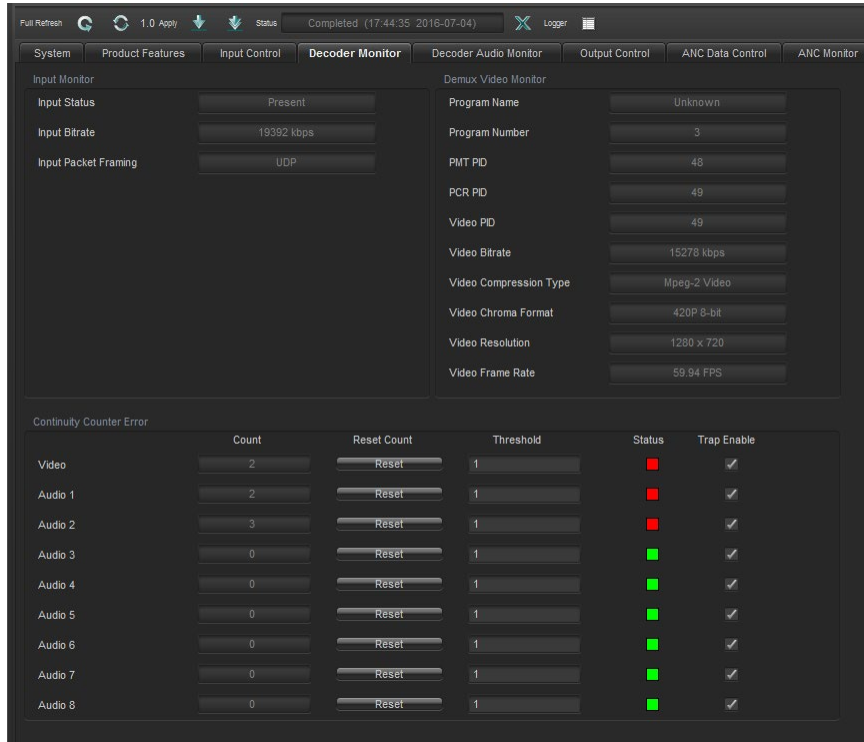 Full Refresh 1.0 Apply Status Completed (17:44:35 2016-07-04) Logger
System Product Features Input Control Decoder Monitor Decoder Audio Monitor Output Control ANC Data Control ANC Monitor
Input Monitor
Input Status Present
Input Bitrate 19392 kbps
Input Packet Framing UDP
Demux Video Monitor
Program Name Unknown
Program Number 3
PMT PID 48
PCR PID 49
Video PID 49
Video Bitrate 15278 kbps
Video Compression Type Mpeg-2 Video
Video Chroma Format 420P 8-bit
Video Resolution 1280 x 720
Video Frame Rate 59.94 FPS
Continuity Counter Error
Count Reset Count Threshold Status Trap Enable
Video 2 Reset 1
Audio 1 2 Reset 1
Audio 2 3 Reset 1
Audio 3 0 Reset 1
Audio 4 0 Reset 1
Audio 5 0 Reset 1
Audio 6 0 Reset 1
Audio 7 0 Reset 1
Audio 8 0 Reset 1